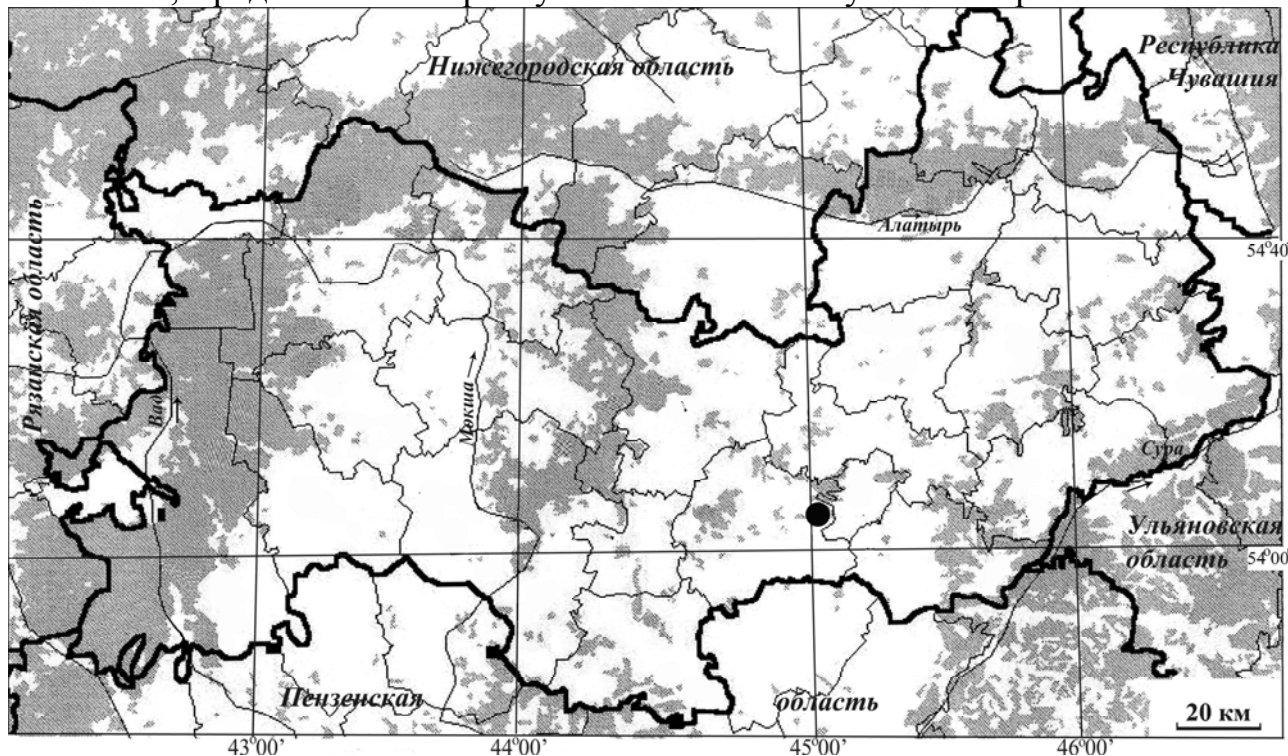 Нижегородская область
Республика
Чувашия
Рязанская область
Алатырь
54°40'
Вад
Мокша
Сура
Ульяновская
область
54°00'
Пензенская
область
20 км
43°00'
44°00'
45°00'
46°00'